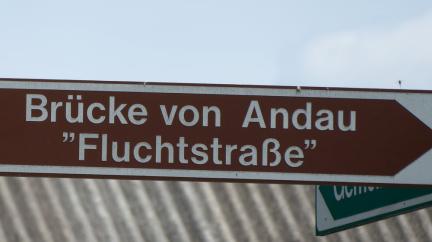 Brücke von Andau
”Fluchtstraße”